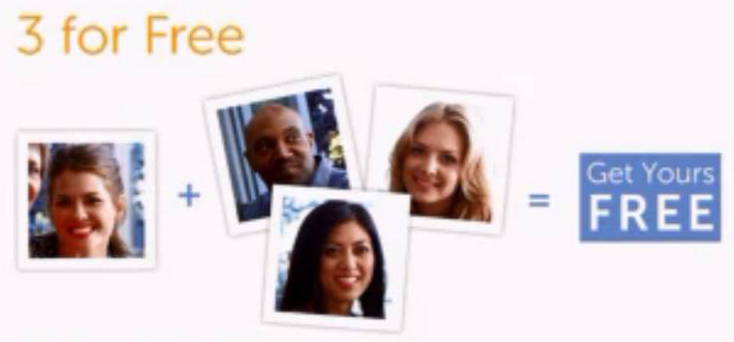 3 for Free
+
=
Get Yours
FREE